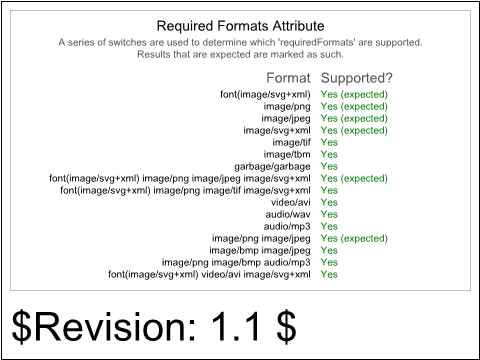 Required Formats Attribute
A series of switches are used to determine which 'requiredFormats' are supported.
Results that are expected are marked as such.
Format Supported?
font(image/svg+xml) Yes (expected)
image/png Yes (expected)
image/jpeg Yes (expected)
image/svg+xml Yes (expected)
image/tif Yes
image/tbm Yes
garbage/garbage Yes
font(image/svg+xml) image/png image/jpeg image/svg+xml Yes (expected)
font(image/svg+xml) image/png image/tif image/svg+xml Yes
video/avi Yes
audio/wav Yes
audio/mp3 Yes
image/png image/jpeg Yes (expected)
image/bmp image/jpeg Yes
image/png image/bmp audio/mp3 Yes
font(image/svg+xml) video/avi image/svg+xml Yes
$Revision: 1.1 $